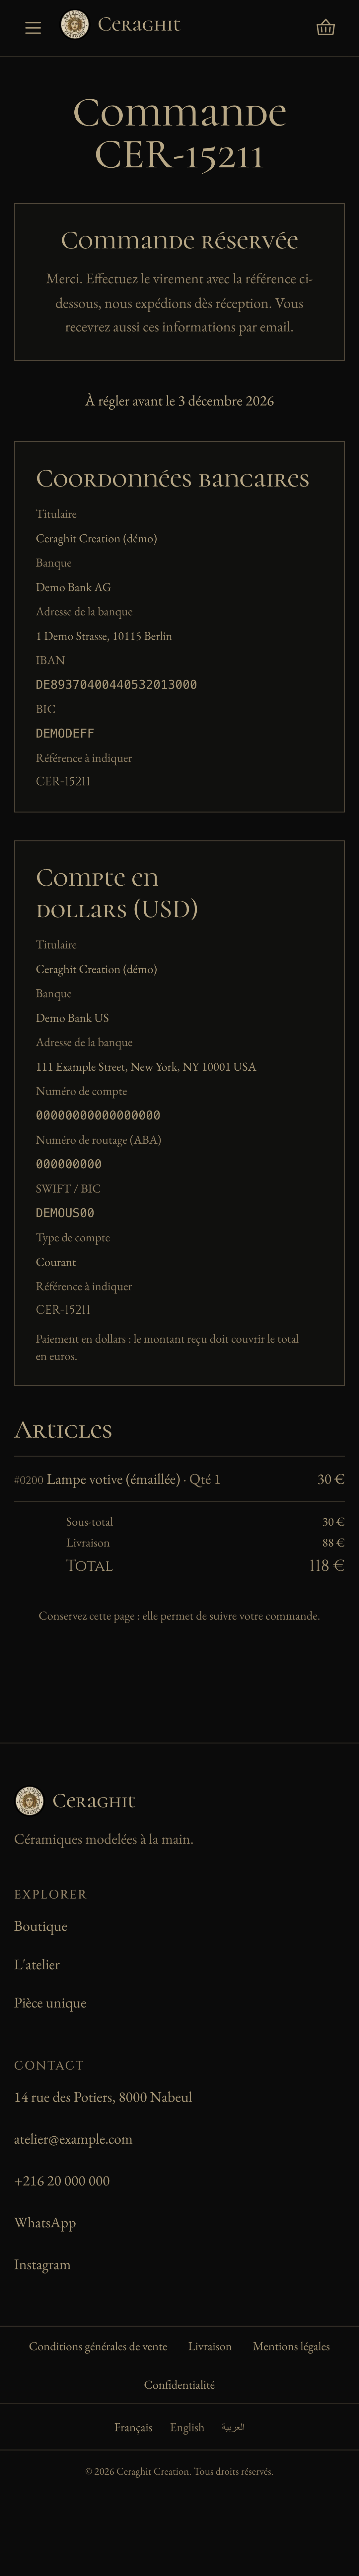 Ceraghit
Commande
CER-15211
Commande réservée
Merci. Effectuez le virement avec la référence ci-
dessous, nous expédions dès réception. Vous
recevrez aussi ces informations par email.
À régler avant le 3 décembre 2026
Coordonnées bancaires
Titulaire
Ceraghit Creation (démo)
Banque
Demo Bank AG
Adresse de la banque
1 Demo Strasse, 10115 Berlin
IBAN
DE89370400440532013000
BIC
DEMODEFF
Référence à indiquer
CER-15211
Compte en
dollars (USD)
Titulaire
Ceraghit Creation (démo)
Banque
Demo Bank US
Adresse de la banque
111 Example Street, New York, NY 10001 USA
Numéro de compte
00000000000000000
Numéro de routage (ABA)
000000000
SWIFT / BIC
DEMOUS00
Type de compte
Courant
Référence à indiquer
CER-15211
Paiement en dollars : le montant reçu doit couvrir le total
en euros.
Articles
#0200 Lampe votive (émaillée) · Qté 1 30 €
Sous-total 30 €
Livraison 88 €
Total 118 €
Conservez cette page : elle permet de suivre votre commande.
Ceraghit
Céramiques modelées à la main.
EXPLORER
Boutique
L'atelier
Pièce unique
CONTACT
14 rue des Potiers, 8000 Nabeul
atelier@example.com
+216 20 000 000
WhatsApp
Instagram
Conditions générales de vente Livraison Mentions légales
Confidentialité
Français English العربية
© 2026 Ceraghit Creation. Tous droits réservés.